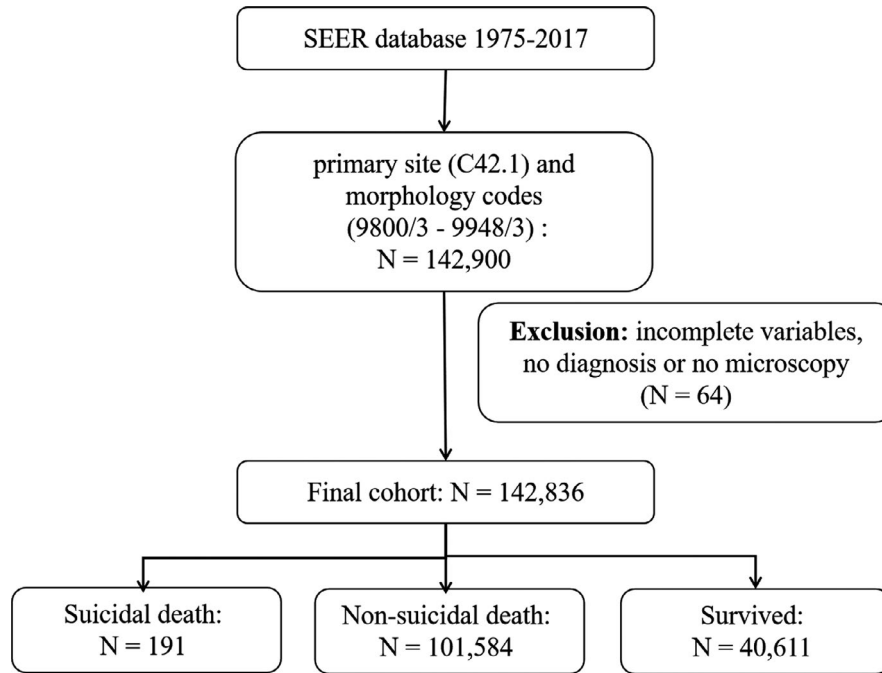 SEER database 1975-2017
primary site (C42.1) and
morphology codes
(9800/3 - 9948/3) :
N = 142,900
Exclusion: incomplete variables,
no diagnosis or no microscopy
(N = 64)
Final cohort: N = 142,836
Suicidal death:
N = 191
Non-suicidal death:
N = 101,584
Survived:
N = 40,611